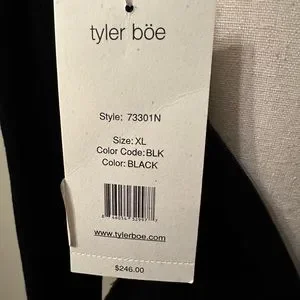 tyler böe
Style: 73301N
Size: XL
Color Code: BLK
Color: BLACK
www.tylerboe.com
$246.00